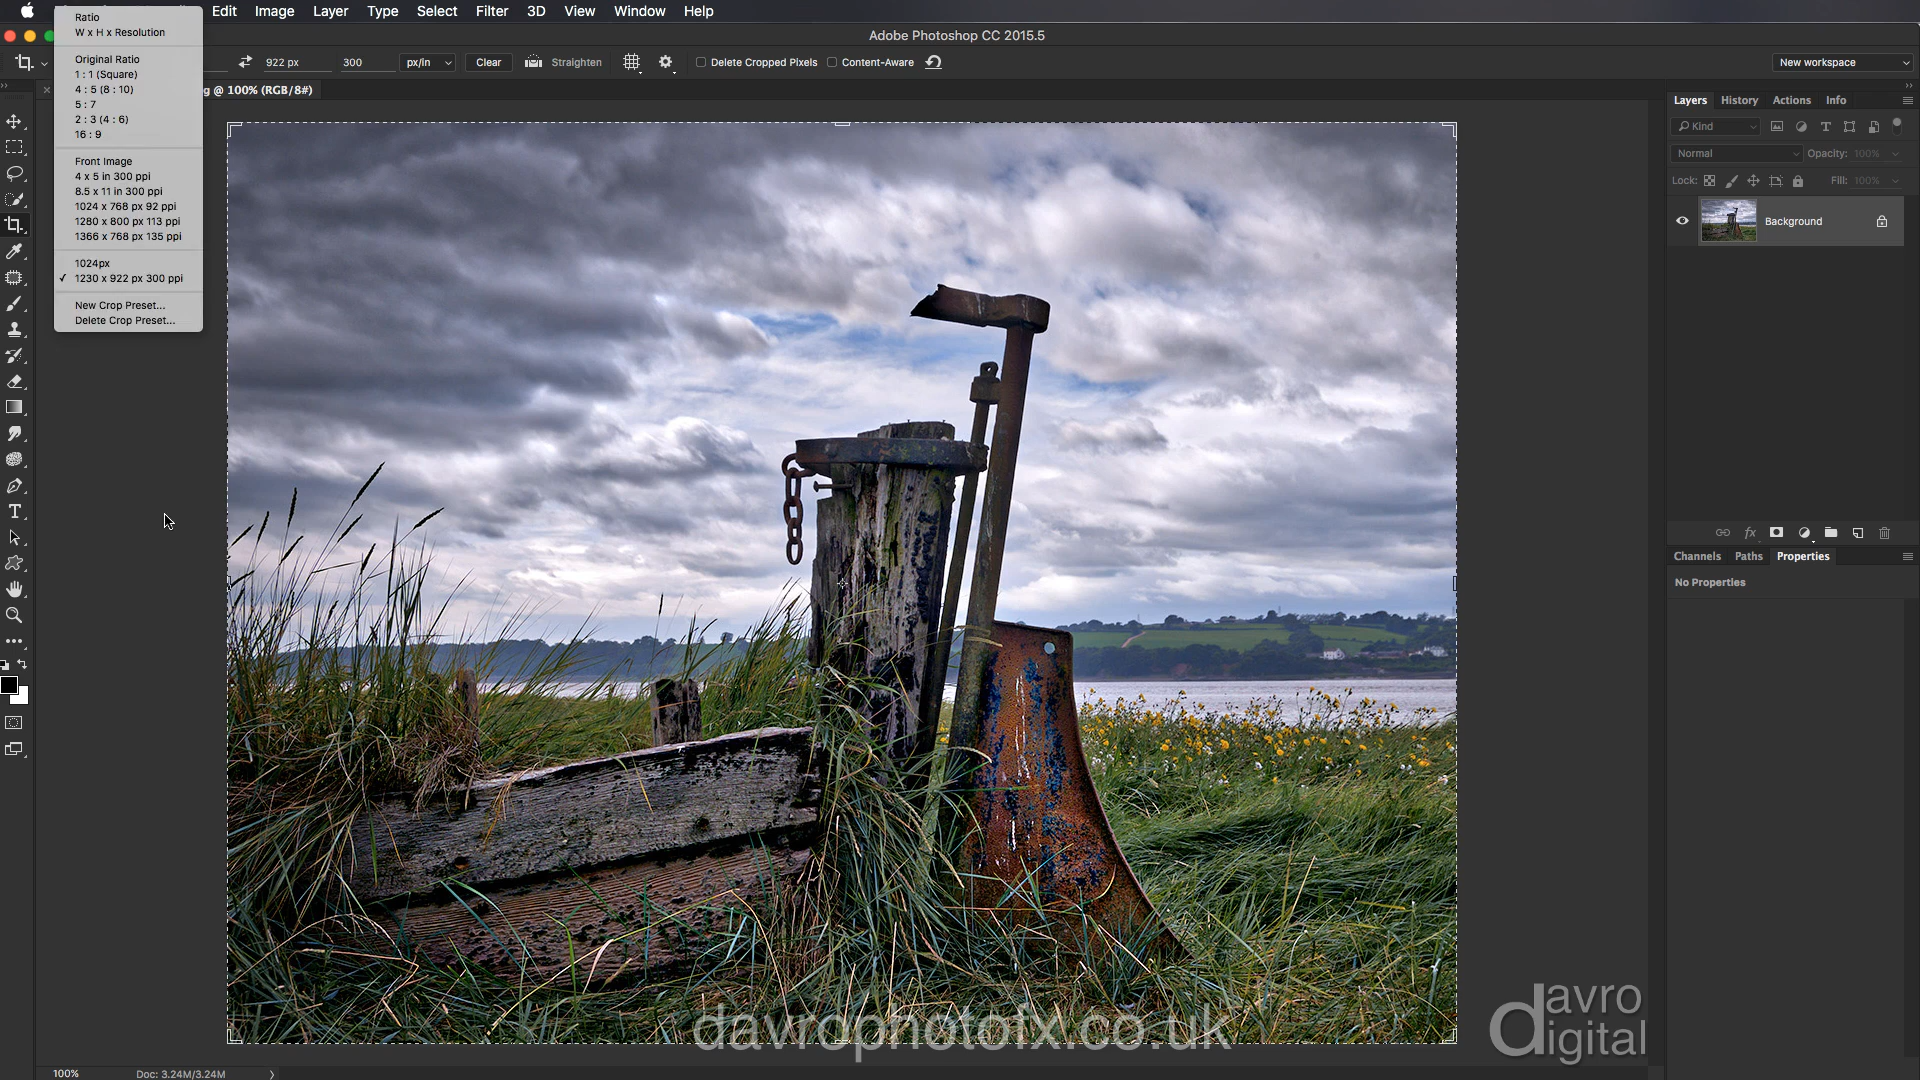 Edit Image Layer Type Select Filter 3D View Window Help
Adobe Photoshop CC 2015.5
Ratio
W x H x Resolution
Original Ratio
1 : 1 (Square)
4 : 5 (8 : 10)
5 : 7
2 : 3 (4 : 6)
16 : 9
Front Image
4 x 5 in 300 ppi
8.5 x 11 in 300 ppi
1024 x 768 px 92 ppi
1280 x 800 px 113 ppi
1366 x 768 px 135 ppi
1024px
1230 x 922 px 300 ppi
New Crop Preset...
Delete Crop Preset...
922 px 300 px/in Clear Straighten Delete Cropped Pixels Content-Aware New workspace
g @ 100% (RGB/8#)
Layers History Actions Info
Kind
Normal Opacity: 100%
Lock: Fill: 100%
Background
fx
Channels Paths Properties
No Properties
davrophotofx.co.uk
davro
digital
100% Doc: 3.24M/3.24M